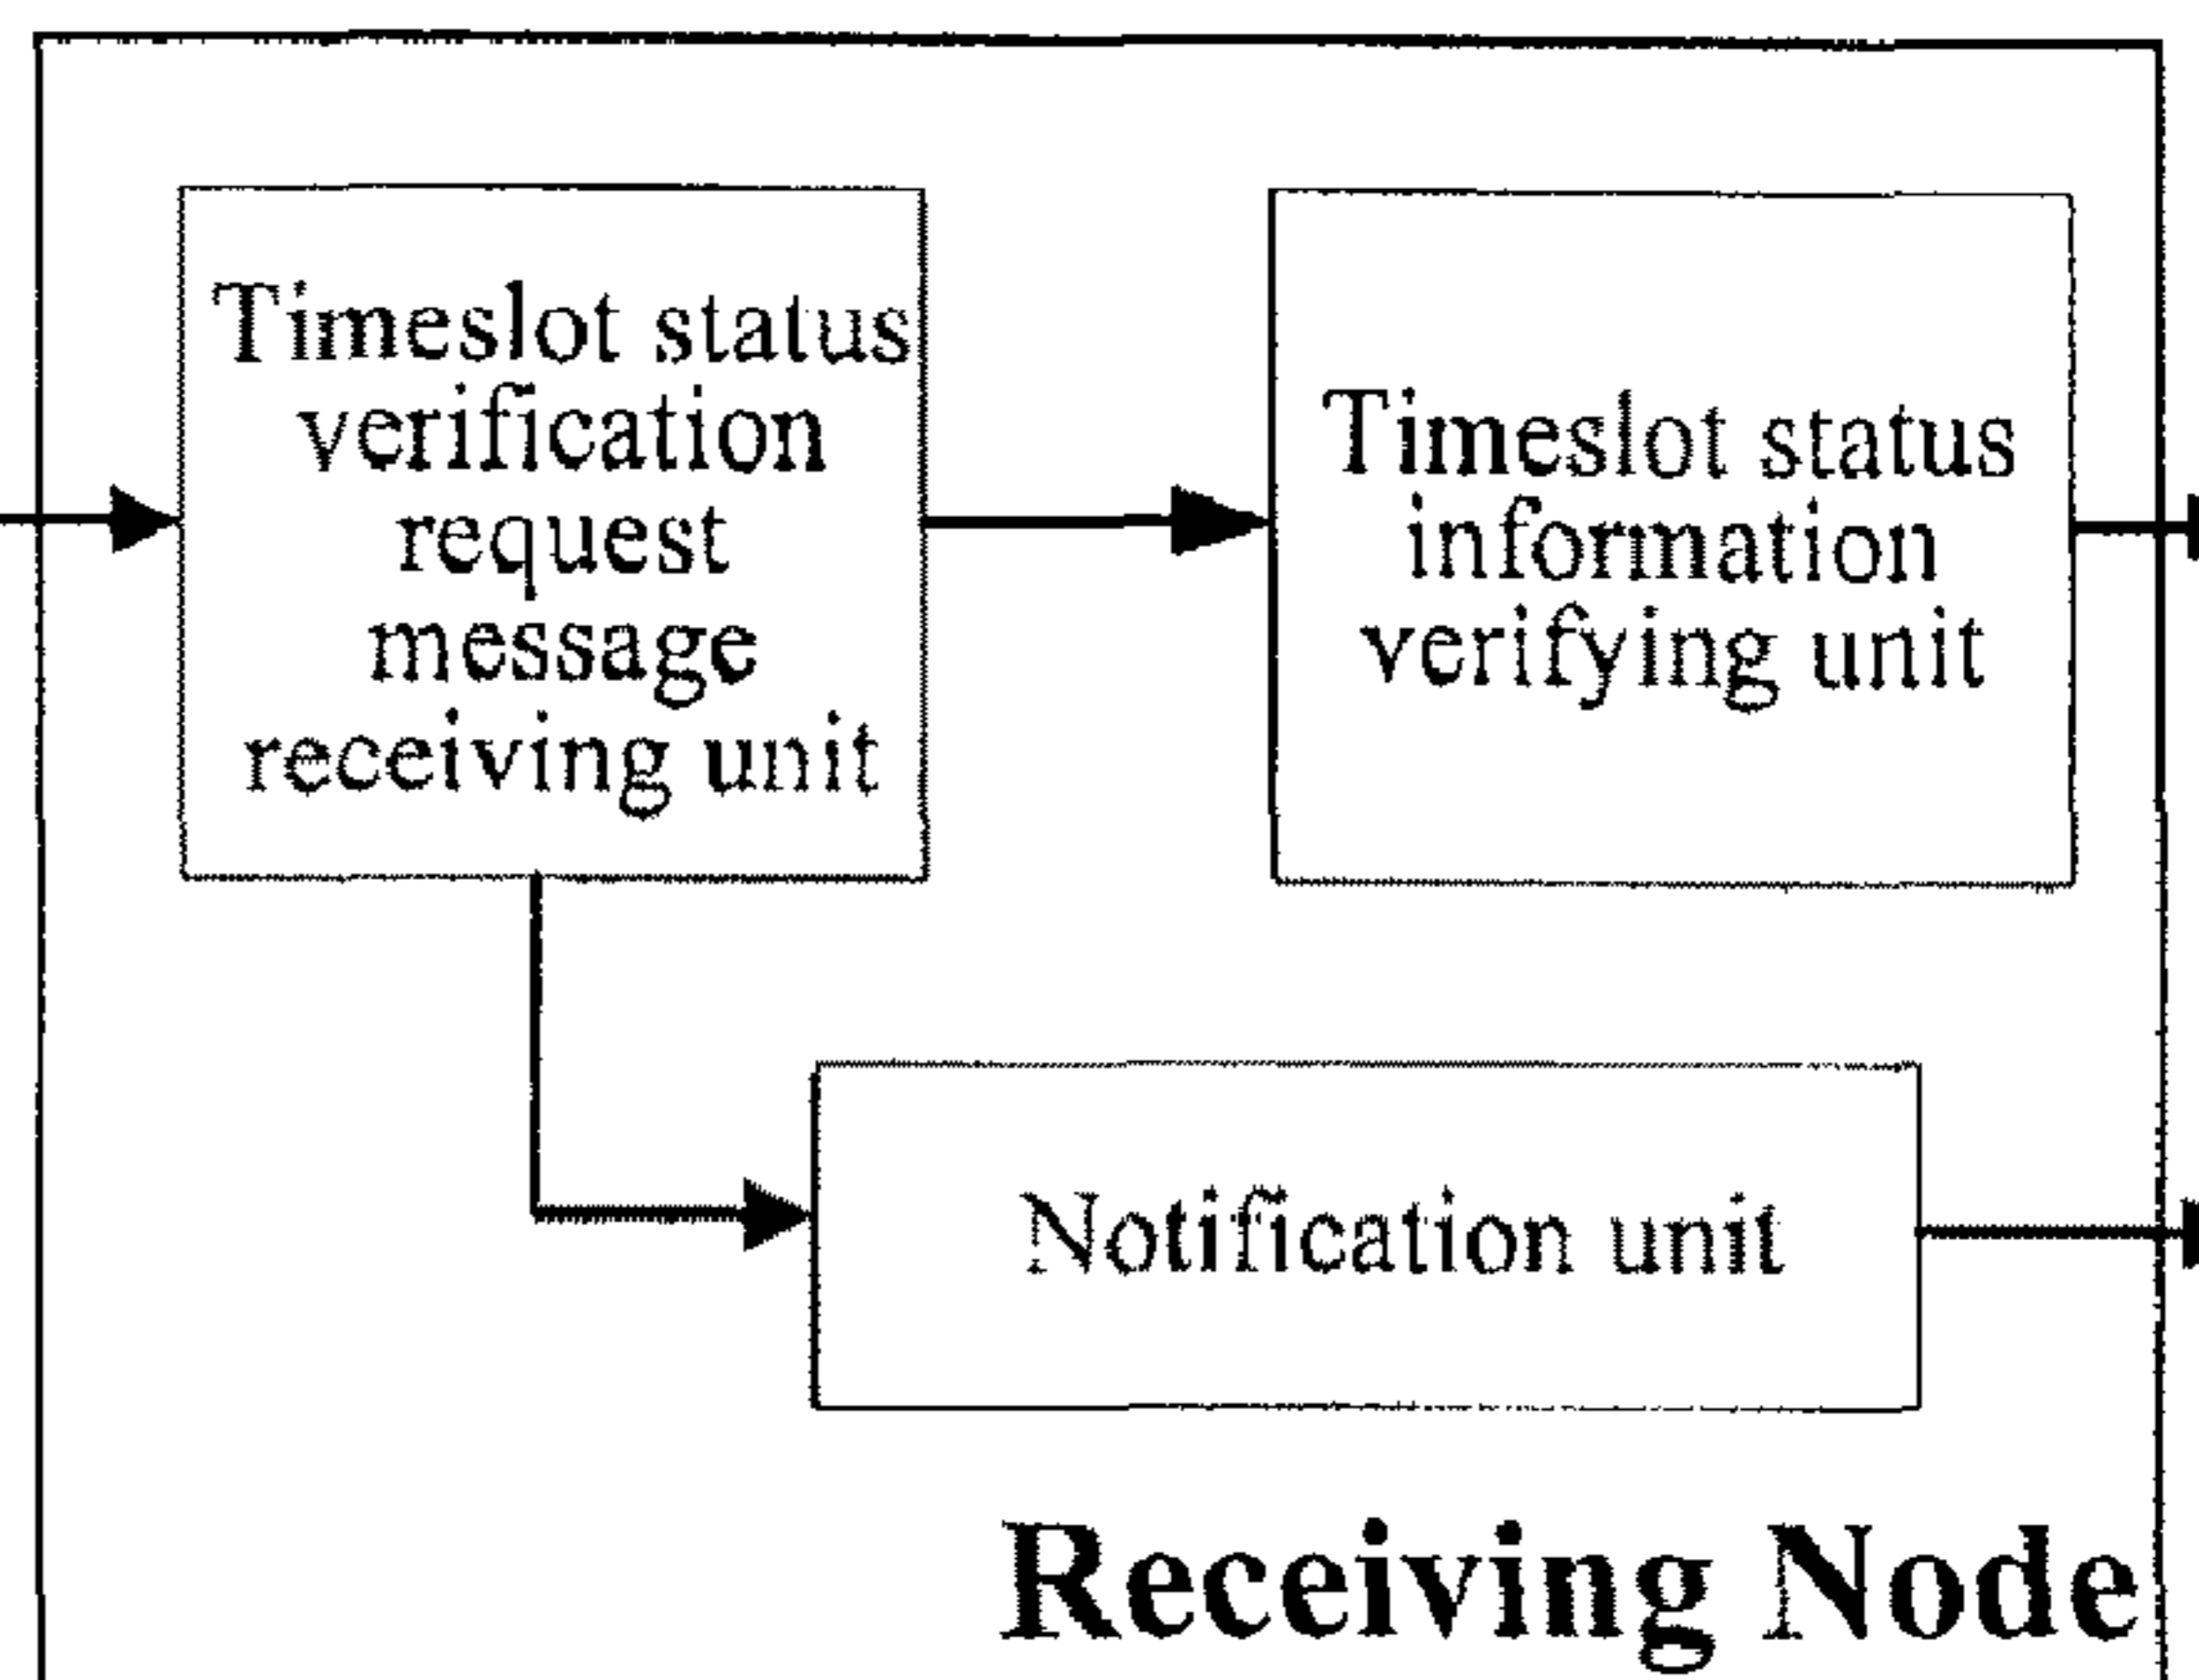 Timeslot status
verification
request
message
receiving unit
Timeslot status
information
verifying unit
Notification unit
Receiving Node